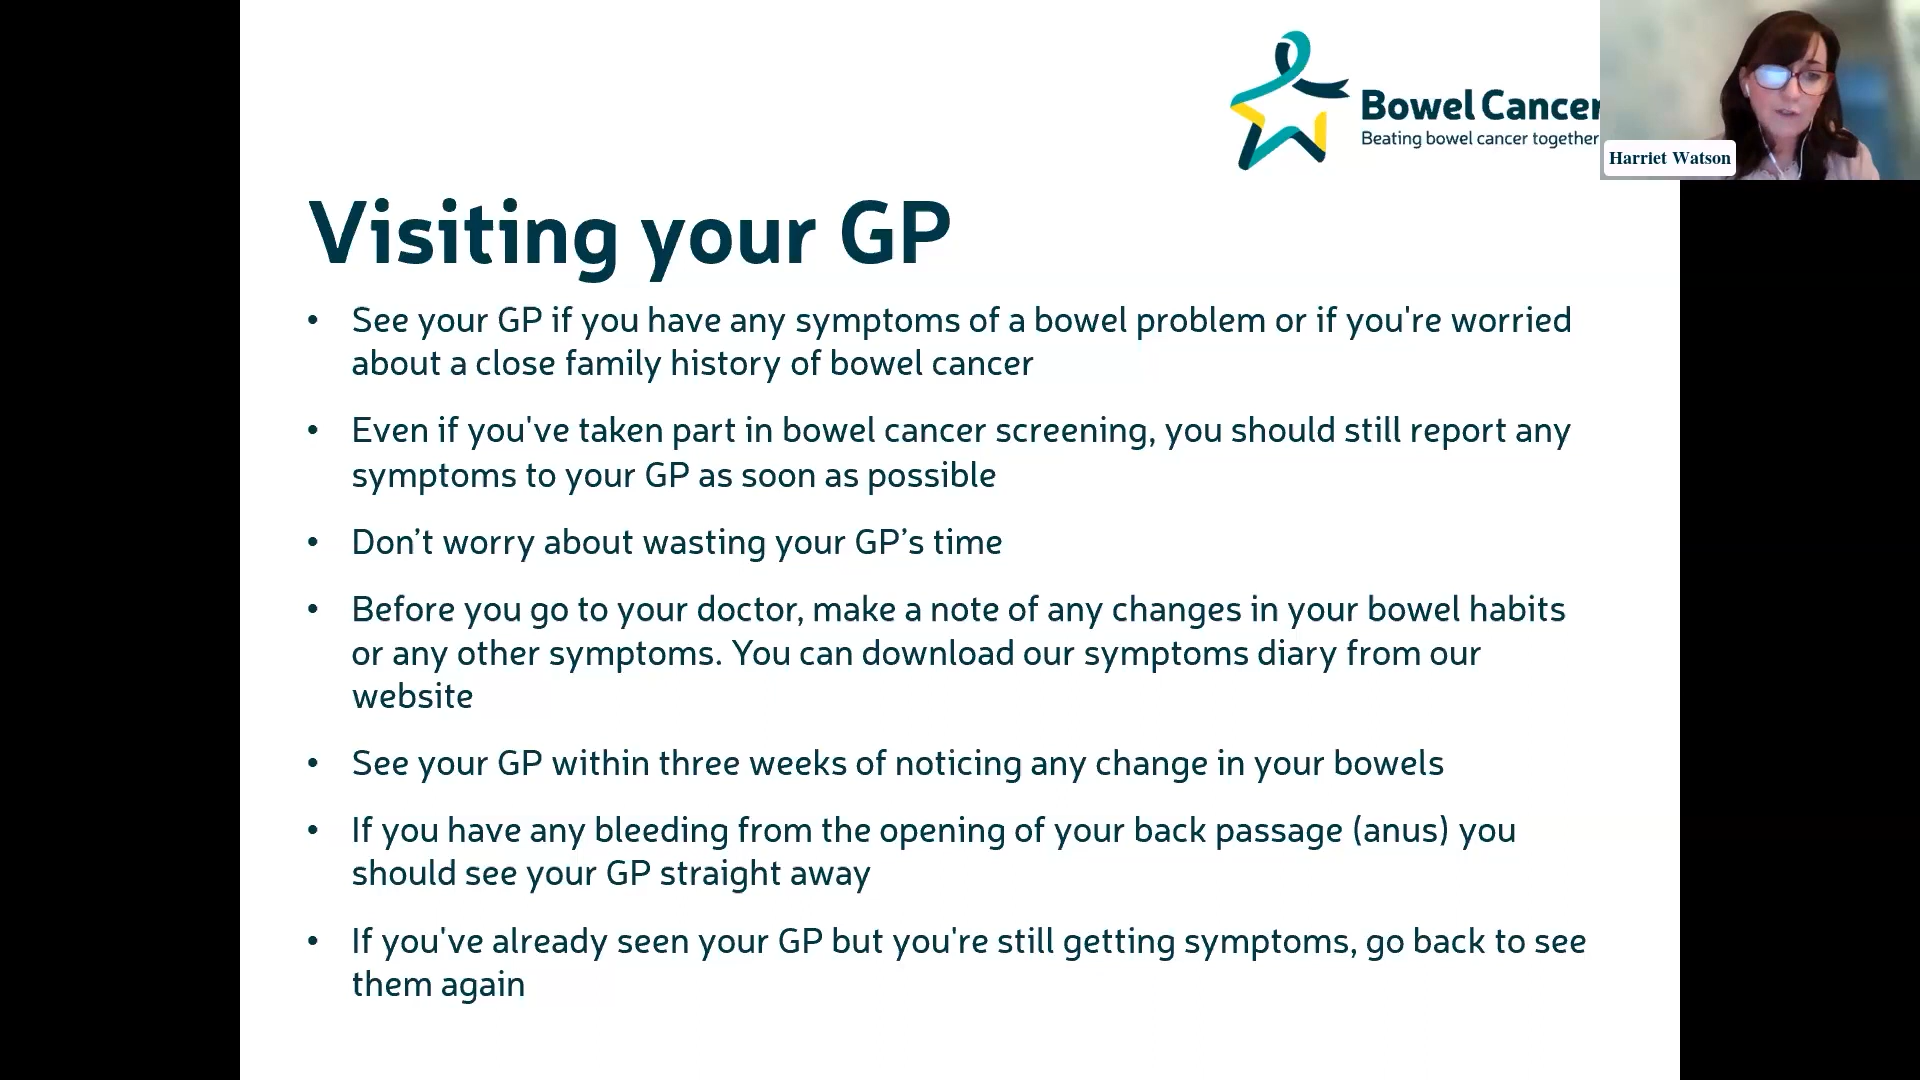 Bowel Cancer
Beating bowel cancer together
Harriet Watson
Visiting your GP
• See your GP if you have any symptoms of a bowel problem or if you're worried
about a close family history of bowel cancer
• Even if you've taken part in bowel cancer screening, you should still report any
symptoms to your GP as soon as possible
• Don’t worry about wasting your GP’s time
• Before you go to your doctor, make a note of any changes in your bowel habits
or any other symptoms. You can download our symptoms diary from our
website
• See your GP within three weeks of noticing any change in your bowels
• If you have any bleeding from the opening of your back passage (anus) you
should see your GP straight away
• If you've already seen your GP but you're still getting symptoms, go back to see
them again